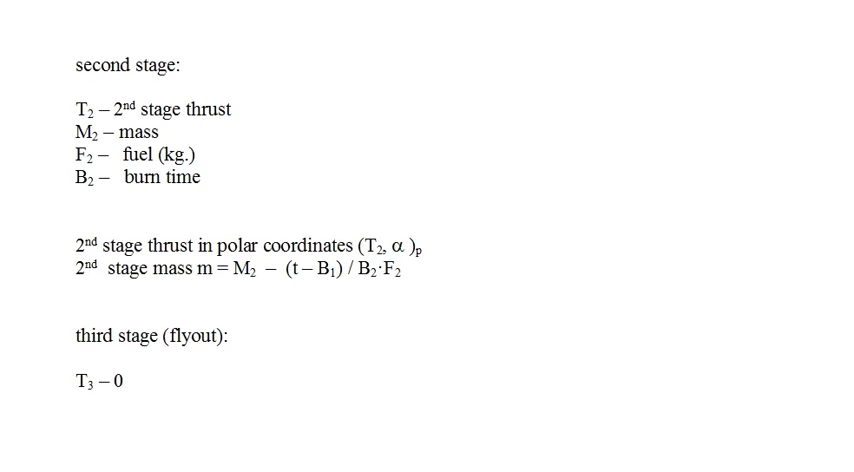 second stage:
T₂ – 2ⁿᵈ stage thrust
M₂ – mass
F₂ – fuel (kg.)
B₂ – burn time
2ⁿᵈ stage thrust in polar coordinates (T₂, α )ₚ
2ⁿᵈ stage mass m = M₂ − (t – B₁) / B₂·F₂
third stage (flyout):
T₃ – 0